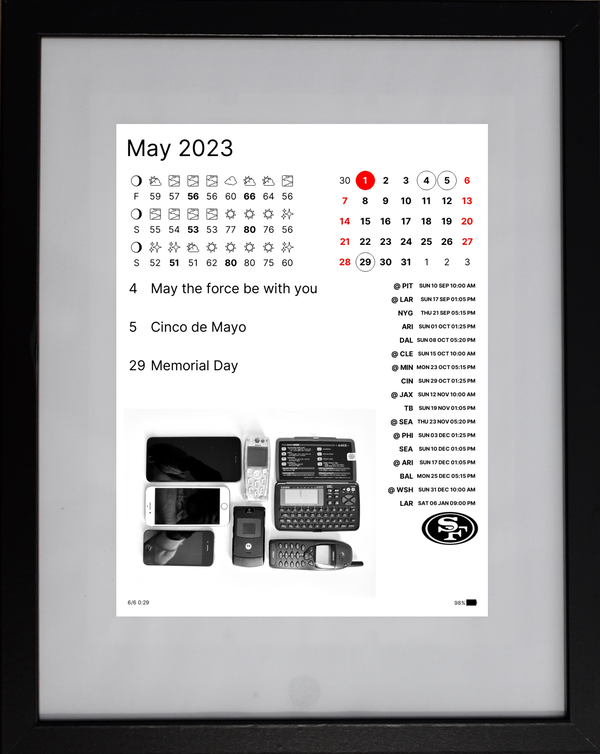 May 2023
F 59 57 56 56 60 66 64 56
S 55 54 53 53 77 80 76 56
S 52 51 51 62 80 80 75 60
30 1 2 3 4 5 6
7 8 9 10 11 12 13
14 15 16 17 18 19 20
21 22 23 24 25 26 27
28 29 30 31 1 2 3
4 May the force be with you
5 Cinco de Mayo
29 Memorial Day
@ PIT SUN 10 SEP 10:00 AM
@ LAR SUN 17 SEP 01:05 PM
NYG THU 21 SEP 05:15 PM
ARI SUN 01 OCT 01:25 PM
DAL SUN 08 OCT 05:20 PM
@ CLE SUN 15 OCT 10:00 AM
@ MIN MON 23 OCT 05:15 PM
CIN SUN 29 OCT 01:25 PM
@ JAX SUN 12 NOV 10:00 AM
TB SUN 19 NOV 01:05 PM
@ SEA THU 23 NOV 05:20 PM
@ PHI SUN 03 DEC 01:25 PM
SEA SUN 10 DEC 01:05 PM
@ ARI SUN 17 DEC 01:05 PM
BAL MON 25 DEC 05:15 PM
@ WSH SUN 31 DEC 10:00 AM
LAR SAT 06 JAN 09:00 PM
SF
6/6 0:29
98%